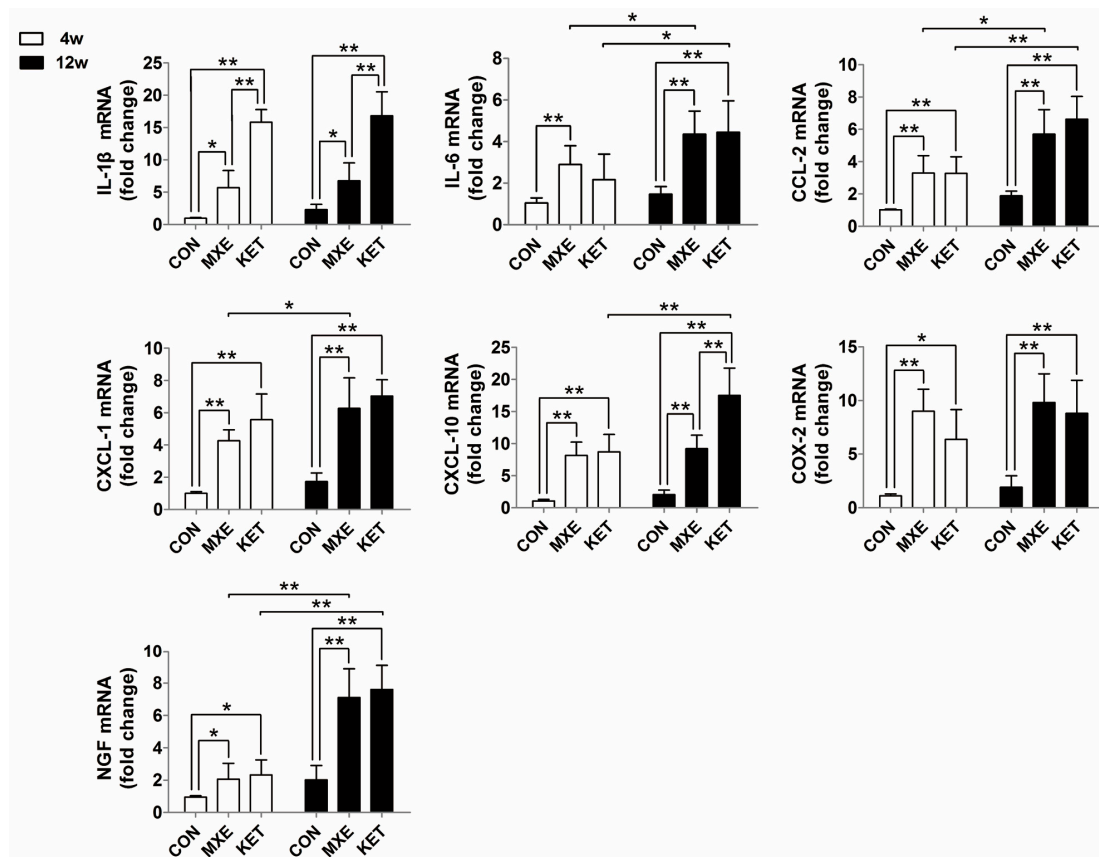 4w
12w
IL-1β mRNA
(fold change)
25
20
15
10
5
0
** ** * ** ** *
CON MXE KET CON MXE KET
IL-6 mRNA
(fold change)
8
6
4
2
0
* * ** ** **
CON MXE KET CON MXE KET
CCL-2 mRNA
(fold change)
10
8
6
4
2
0
* ** ** ** ** **
CON MXE KET CON MXE KET
CXCL-1 mRNA
(fold change)
10
8
6
4
2
0
* ** ** ** **
CON MXE KET CON MXE KET
CXCL-10 mRNA
(fold change)
25
20
15
10
5
0
** ** ** ** ** **
CON MXE KET CON MXE KET
COX-2 mRNA
(fold change)
15
10
5
0
* ** ** **
CON MXE KET CON MXE KET
NGF mRNA
(fold change)
10
8
6
4
2
0
** ** ** ** * *
CON MXE KET CON MXE KET